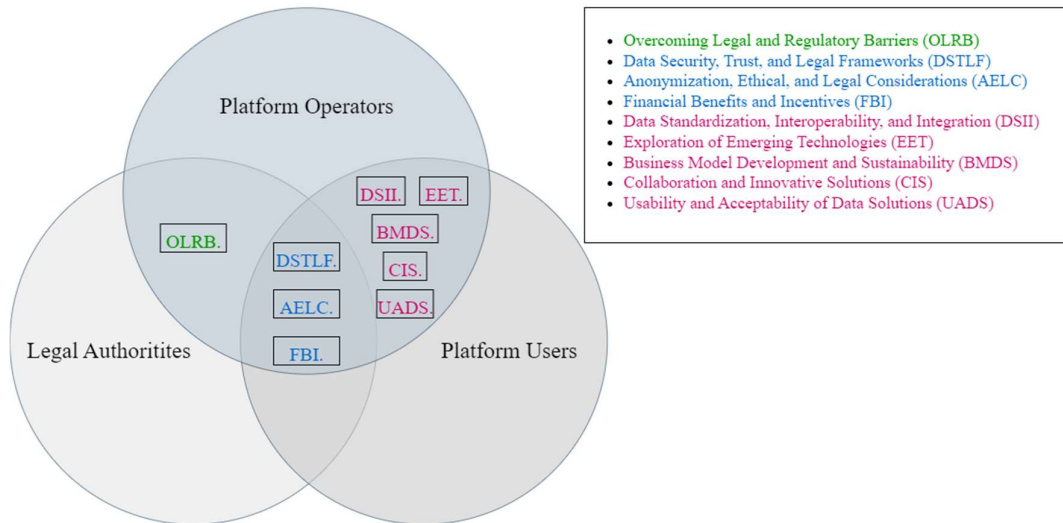 Platform Operators
Legal Authoritites
Platform Users
OLRB.
DSTLF.
AELC.
FBI.
DSII.
EET.
BMDS.
CIS.
UADS.
• Overcoming Legal and Regulatory Barriers (OLRB)
• Data Security, Trust, and Legal Frameworks (DSTLF)
• Anonymization, Ethical, and Legal Considerations (AELC)
• Financial Benefits and Incentives (FBI)
• Data Standardization, Interoperability, and Integration (DSII)
• Exploration of Emerging Technologies (EET)
• Business Model Development and Sustainability (BMDS)
• Collaboration and Innovative Solutions (CIS)
• Usability and Acceptability of Data Solutions (UADS)